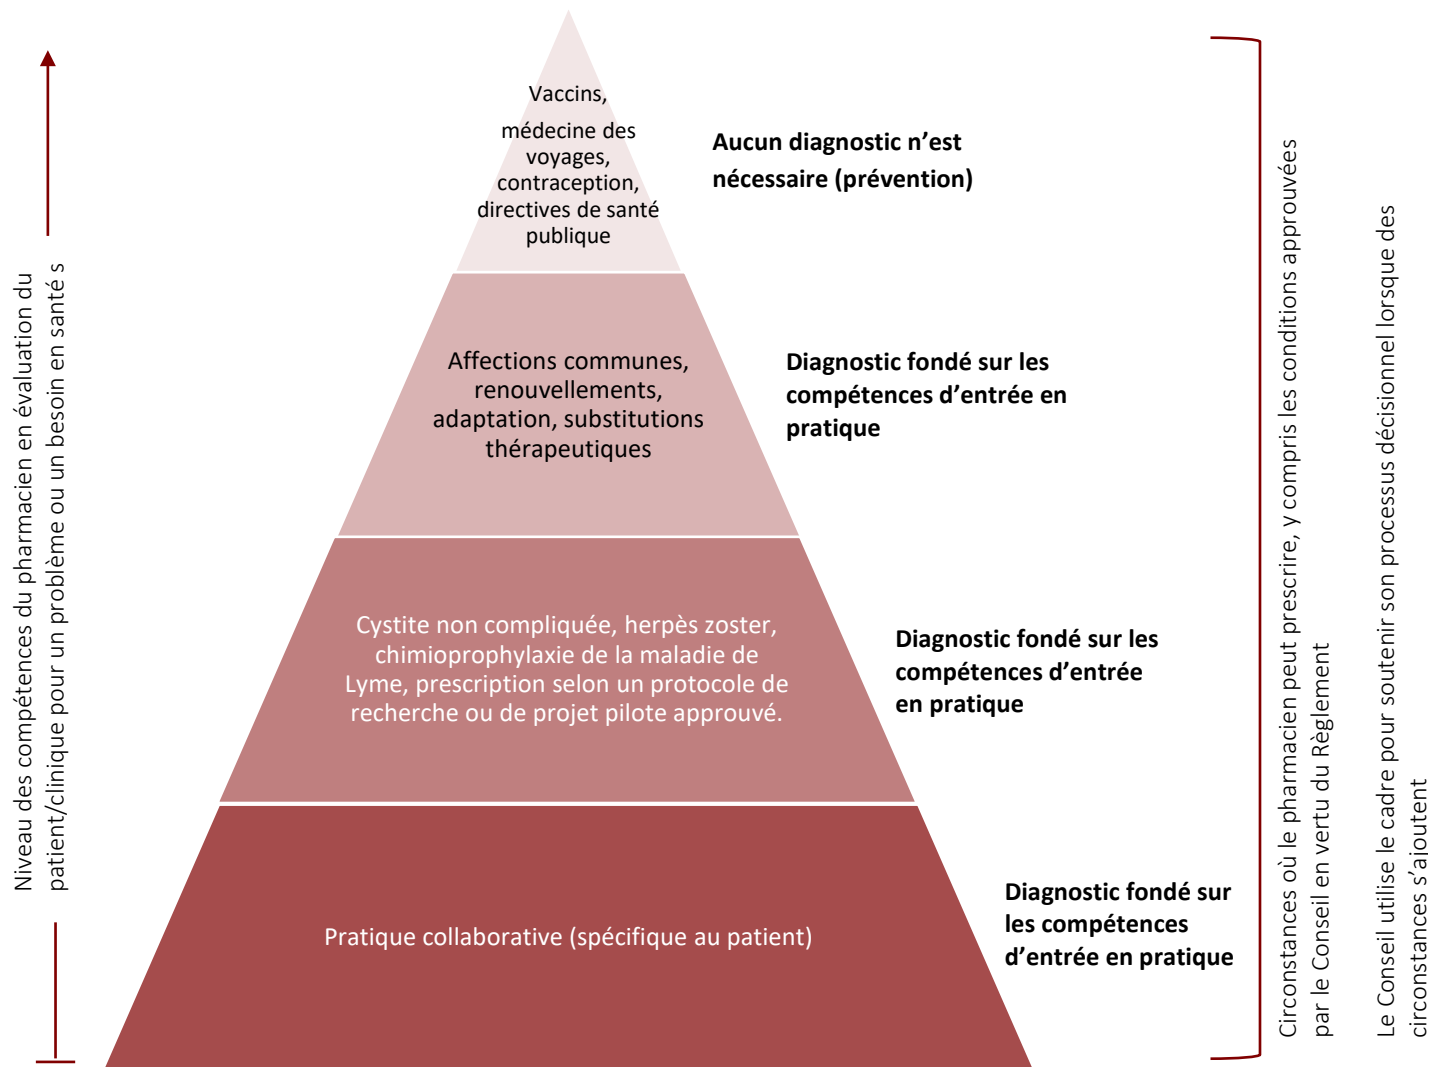 Niveau des compétences du pharmacien en évaluation du
patient/clinique pour un problème ou un besoin en santé s
Vaccins,
médecine des
voyages,
contraception,
directives de santé
publique
Aucun diagnostic n’est
nécessaire (prévention)
Affections communes,
renouvellements,
adaptation, substitutions
thérapeutiques
Diagnostic fondé sur les
compétences d’entrée en
pratique
Cystite non compliquée, herpès zoster,
chimioprophylaxie de la maladie de
Lyme, prescription selon un protocole de
recherche ou de projet pilote approuvé.
Diagnostic fondé sur les
compétences d’entrée
en pratique
Pratique collaborative (spécifique au patient)
Diagnostic fondé sur
les compétences
d’entrée en pratique
Circonstances où le pharmacien peut prescrire, y compris les conditions approuvées
par le Conseil en vertu du Règlement
Le Conseil utilise le cadre pour soutenir son processus décisionnel lorsque des
circonstances s’ajoutent